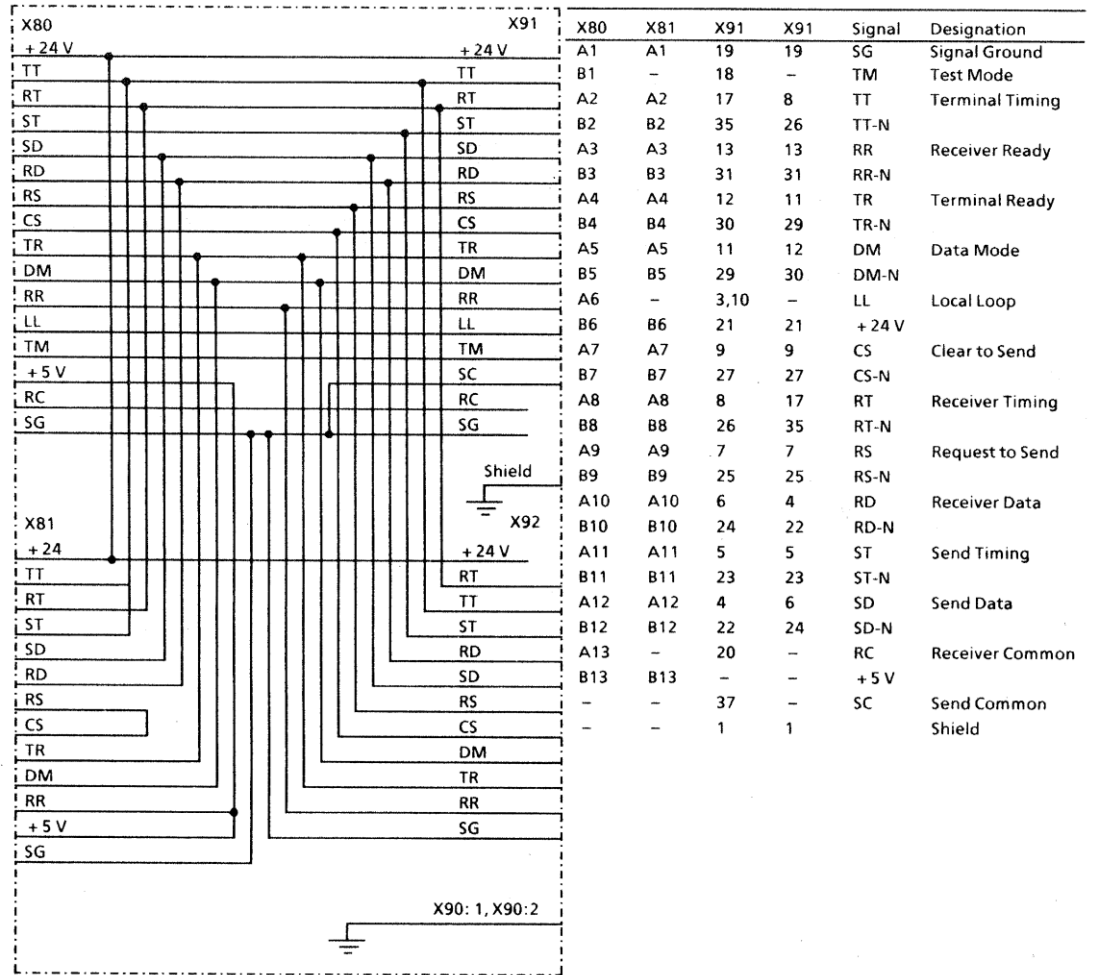 X80 X91
+ 24 V + 24 V
TT TT
RT RT
ST ST
SD SD
RD RD
RS RS
CS CS
TR TR
DM DM
RR RR
LL LL
TM TM
+ 5 V SC
RC RC
SG SG
Shield
X81 X92
+ 24 + 24 V
TT RT
RT TT
ST ST
SD RD
RD SD
RS RS
CS CS
TR DM
DM TR
RR RR
+ 5 V SG
SG
X90: 1, X90:2
X80 X81 X91 X91 Signal Designation
A1 A1 19 19 SG Signal Ground
B1 – 18 – TM Test Mode
A2 A2 17 8 TT Terminal Timing
B2 B2 35 26 TT-N
A3 A3 13 13 RR Receiver Ready
B3 B3 31 31 RR-N
A4 A4 12 11 TR Terminal Ready
B4 B4 30 29 TR-N
A5 A5 11 12 DM Data Mode
B5 B5 29 30 DM-N
A6 – 3,10 – LL Local Loop
B6 B6 21 21 + 24 V
A7 A7 9 9 CS Clear to Send
B7 B7 27 27 CS-N
A8 A8 8 17 RT Receiver Timing
B8 B8 26 35 RT-N
A9 A9 7 7 RS Request to Send
B9 B9 25 25 RS-N
A10 A10 6 4 RD Receiver Data
B10 B10 24 22 RD-N
A11 A11 5 5 ST Send Timing
B11 B11 23 23 ST-N
A12 A12 4 6 SD Send Data
B12 B12 22 24 SD-N
A13 – 20 – RC Receiver Common
B13 B13 – – + 5 V
– – 37 – SC Send Common
– – 1 1 Shield